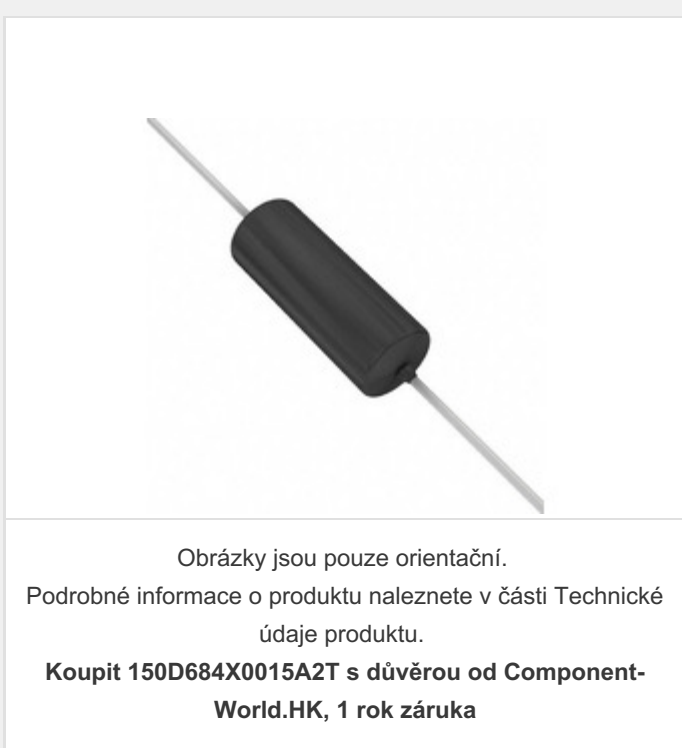 Obrázky jsou pouze orientační.
Podrobné informace o produktu naleznete v části Technické
údaje produktu.
Koupit 150D684X0015A2T s důvěrou od Component-
World.HK, 1 rok záruka